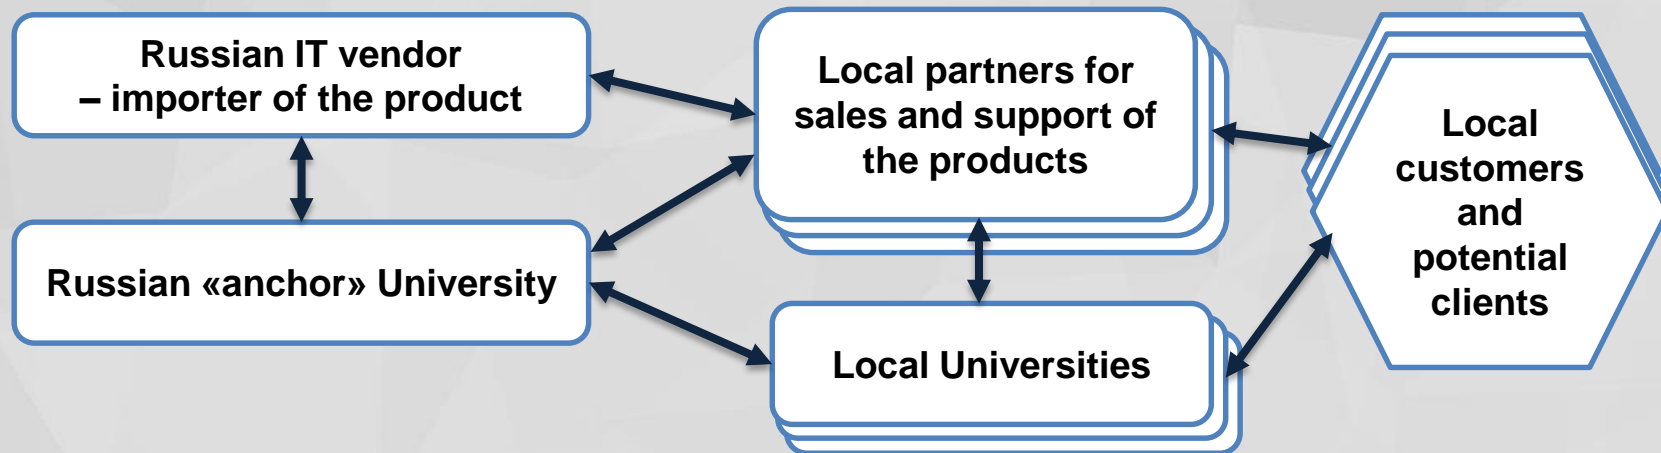 Russian IT vendor
– importer of the product
Russian «anchor» University
Local partners for
sales and support of
the products
Local Universities
Local
customers
and
potential
clients